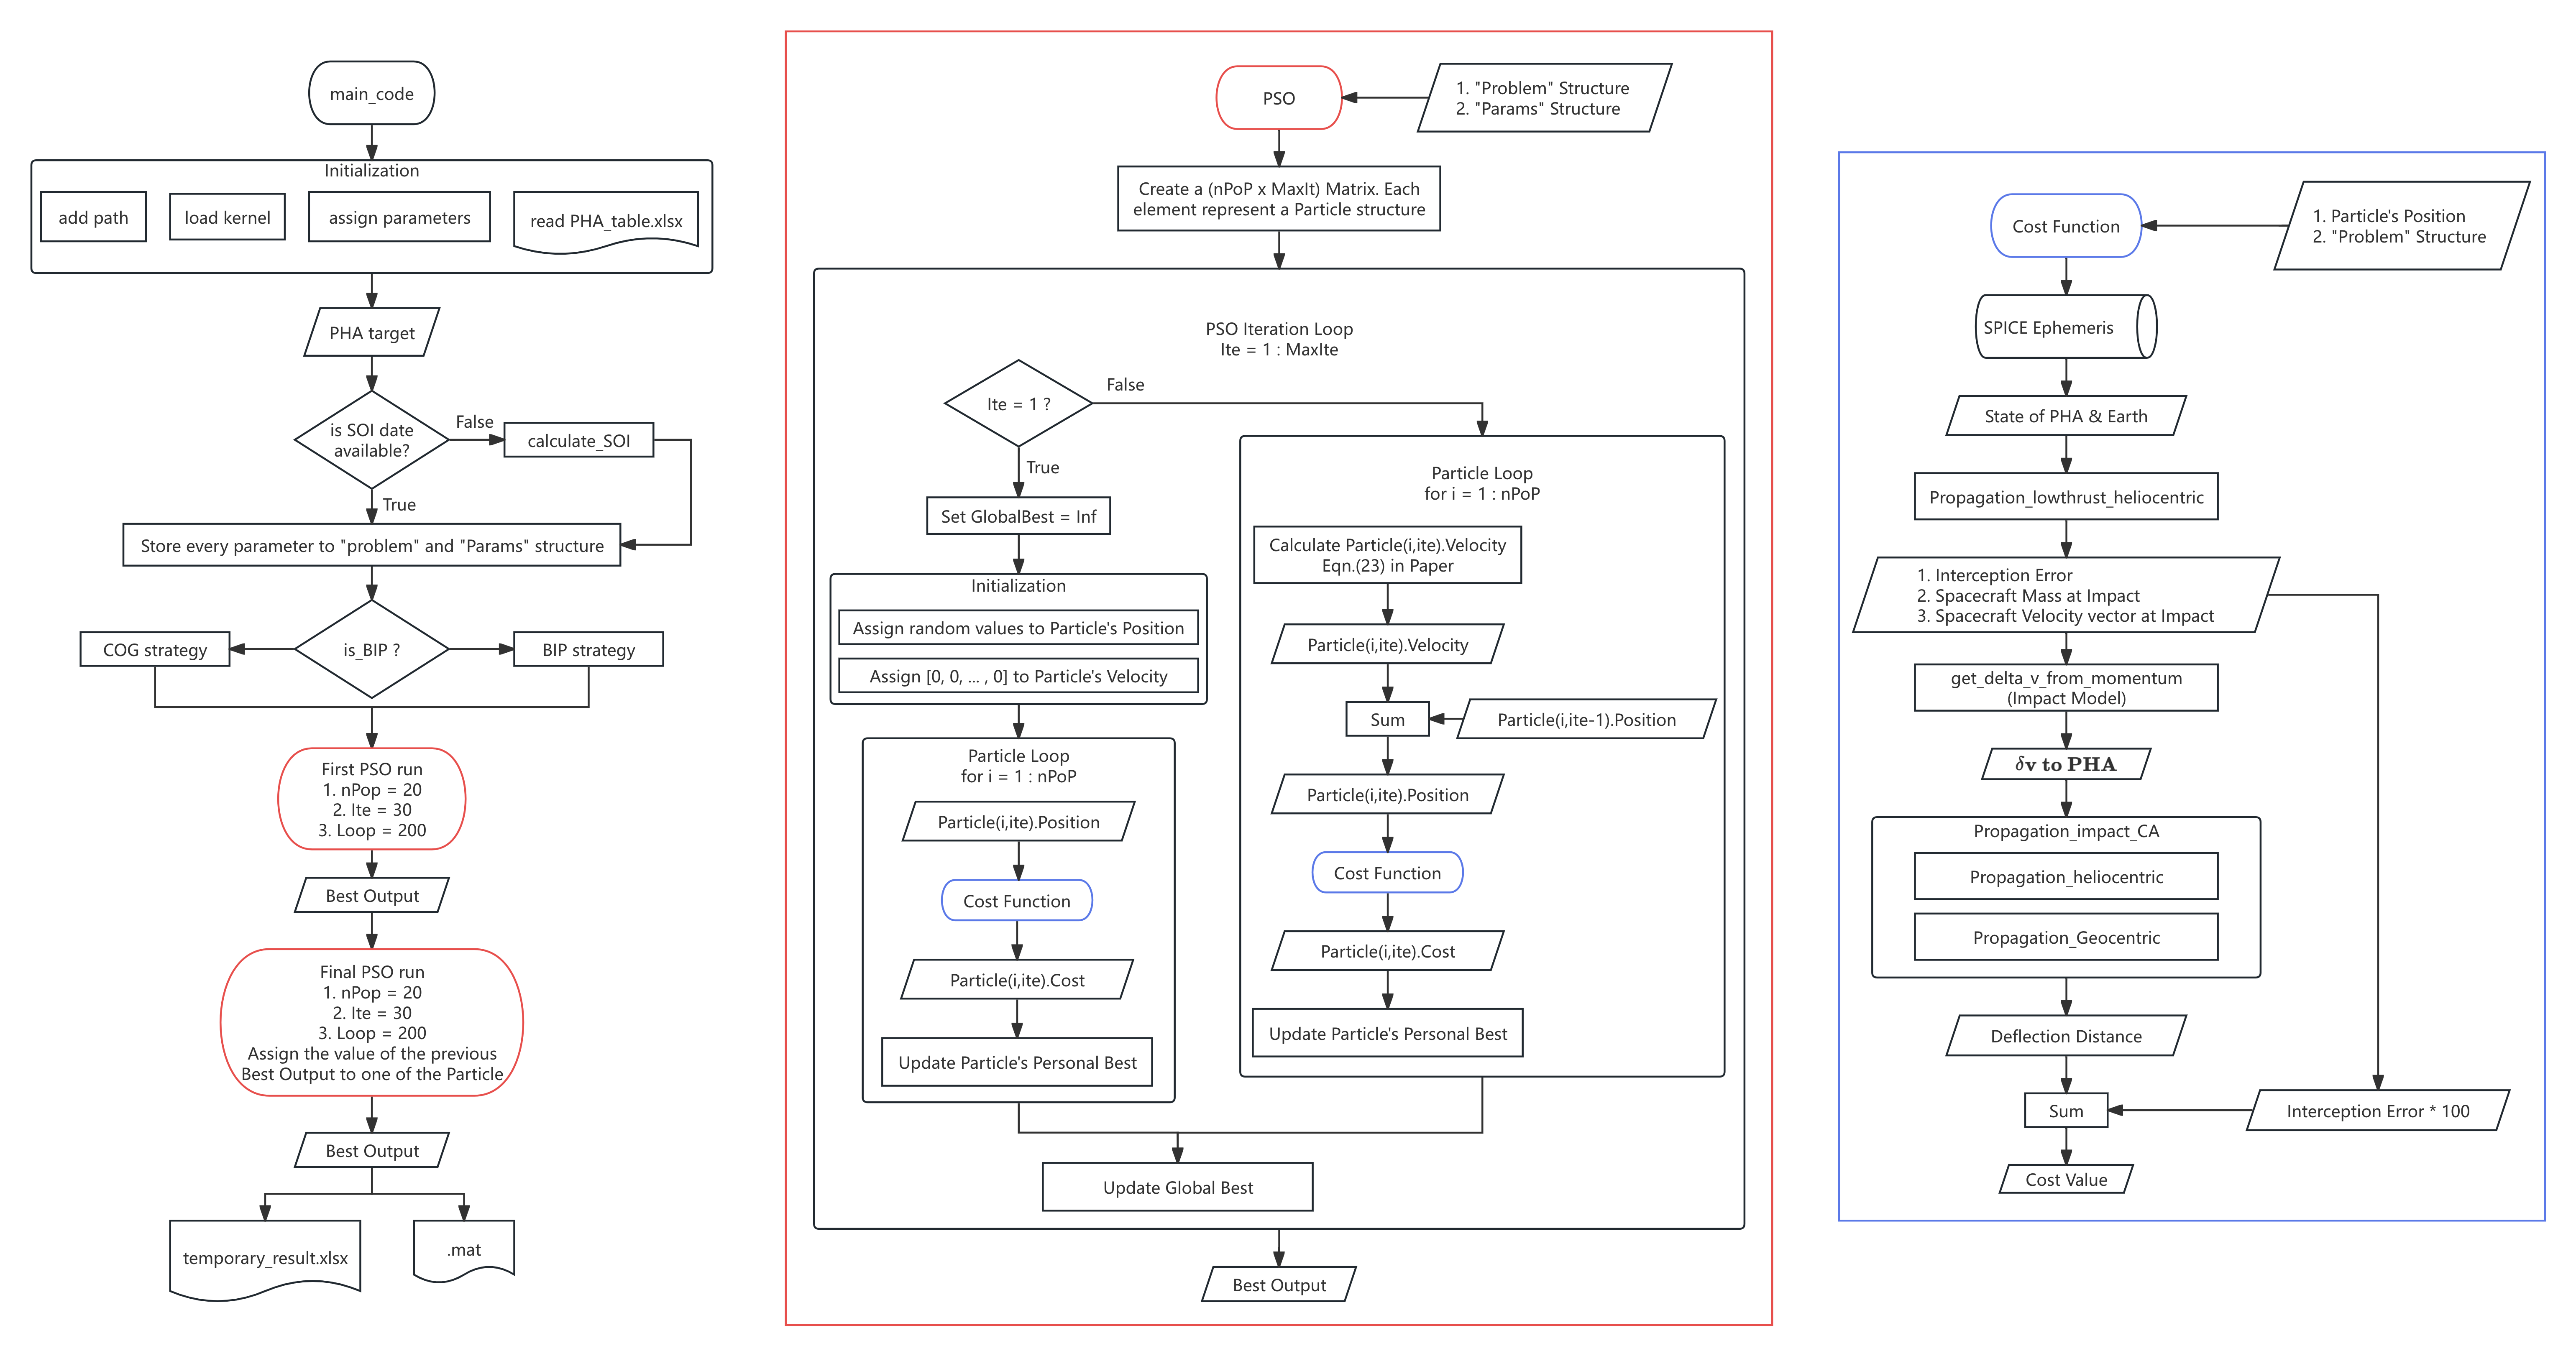 main_code
Initialization
add path
load kernel
assign parameters
read PHA_table.xlsx
PHA target
is SOI date
available?
False
calculate_SOI
True
Store every parameter to "problem" and "Params" structure
is_BIP ?
COG strategy
BIP strategy
First PSO run
1. nPop = 20
2. Ite = 30
3. Loop = 200
Best Output
Final PSO run
1. nPop = 20
2. Ite = 30
3. Loop = 200
Assign the value of the previous
Best Output to one of the Particle
Best Output
temporary_result.xlsx
.mat
PSO
1. "Problem" Structure
2. "Params" Structure
Create a (nPoP x MaxIt) Matrix. Each
element represent a Particle structure
PSO Iteration Loop
Ite = 1 : MaxIte
Ite = 1 ?
False
True
Set GlobalBest = Inf
Initialization
Assign random values to Particle's Position
Assign [0, 0, ... , 0] to Particle's Velocity
Particle Loop
for i = 1 : nPoP
Particle(i,ite).Position
Cost Function
Particle(i,ite).Cost
Update Particle's Personal Best
Particle Loop
for i = 1 : nPoP
Calculate Particle(i,ite).Velocity
Eqn.(23) in Paper
Particle(i,ite).Velocity
Sum
Particle(i,ite-1).Position
Particle(i,ite).Position
Cost Function
Particle(i,ite).Cost
Update Particle's Personal Best
Update Global Best
Best Output
Cost Function
1. Particle's Position
2. "Problem" Structure
SPICE Ephemeris
State of PHA & Earth
Propagation_lowthrust_heliocentric
1. Interception Error
2. Spacecraft Mass at Impact
3. Spacecraft Velocity vector at Impact
get_delta_v_from_momentum
(Impact Model)
δv to PHA
Propagation_impact_CA
Propagation_heliocentric
Propagation_Geocentric
Deflection Distance
Sum
Interception Error * 100
Cost Value